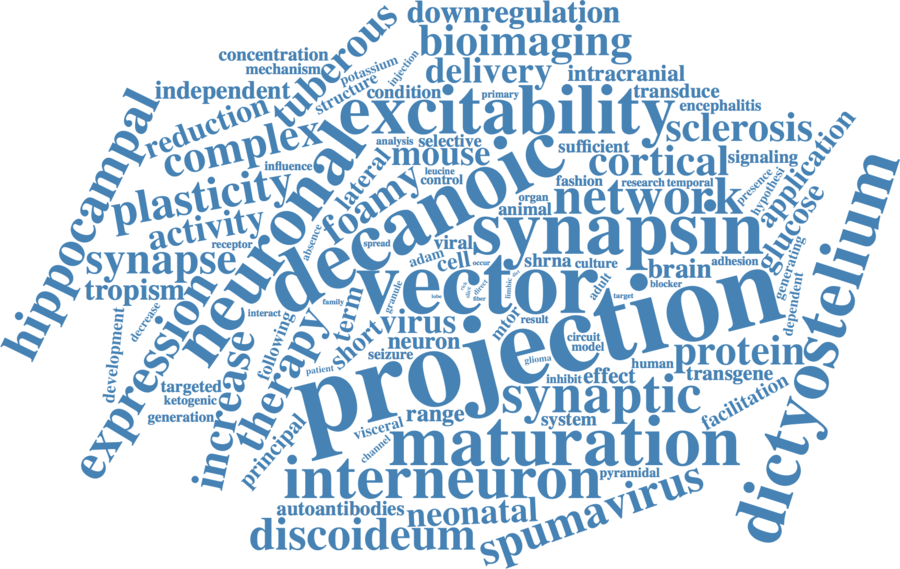 downregulation
tuberous
bioimaging
concentration
mechanism
potassium
injection
delivery
intracranial
independent
structure
condition
primary
transduce
hippocampal
reduction
excitability
encephalitis
complex
neuronal
analysis
selective
sufficient
sclerosis
application
influence
lateral
mouse
leucine
control
cortical
signaling
plasticity
foamy
decanoic
fashion
research
temporal
presence
hypothesi
activity
receptor
absence
organ
animal
network
glucose
dictyostelium
synapse
spread
viral
synapsin
adam
cell
occur
shrna
culture
brain
adhesion
generating
tropism
expression
family
granule
vector
direct
fiber
limbic
adult
blocker
target
dependent
development
decrease
interact
following
term
short
virus
lobe
mtor
result
projection
circuit
model
increase
therapy
neuron
seizure
patient
glioma
human
protein
targeted
ketogenic
inhibit
effect
transgene
generation
range
synaptic
system
facilitation
principal
visceral
channel
maturation
interneuron
pyramidal
autoantibodies
neonatal
spumavirus
discoideum